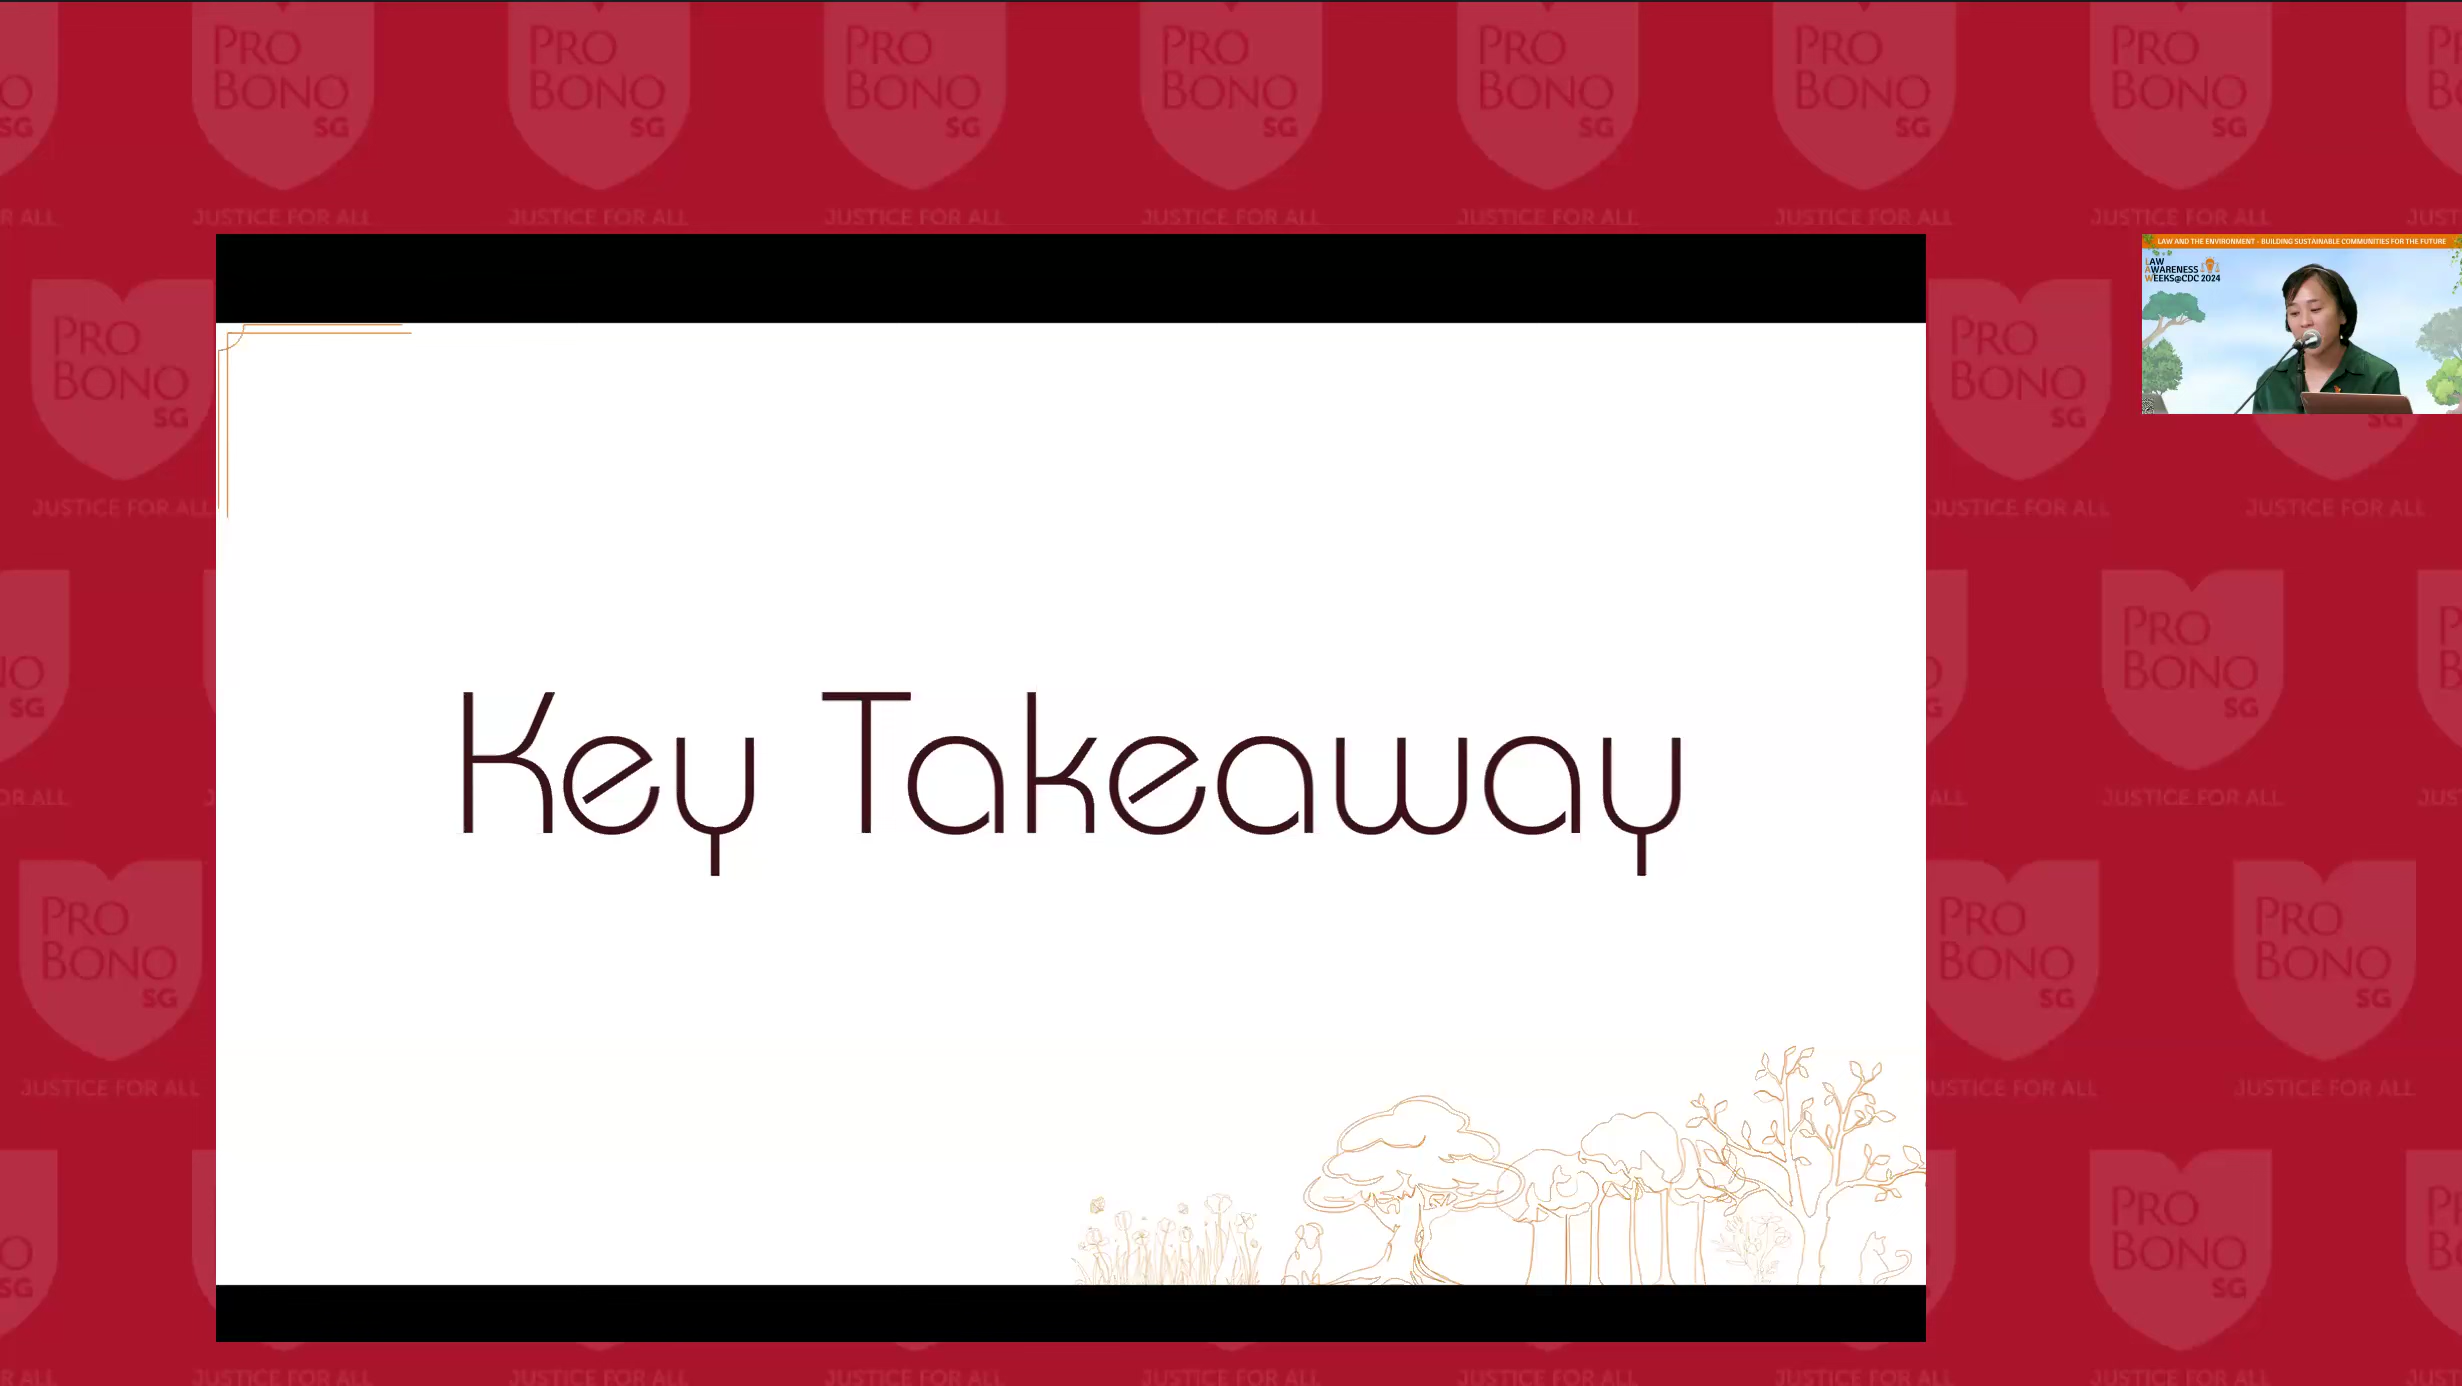 PRO
BONO
SG
JUSTICE FOR ALL
LAW AND THE ENVIRONMENT - BUILDING SUSTAINABLE COMMUNITIES FOR THE FUTURE
LAW
AWARENESS
WEEKS@CDC 2024
Key Takeaway